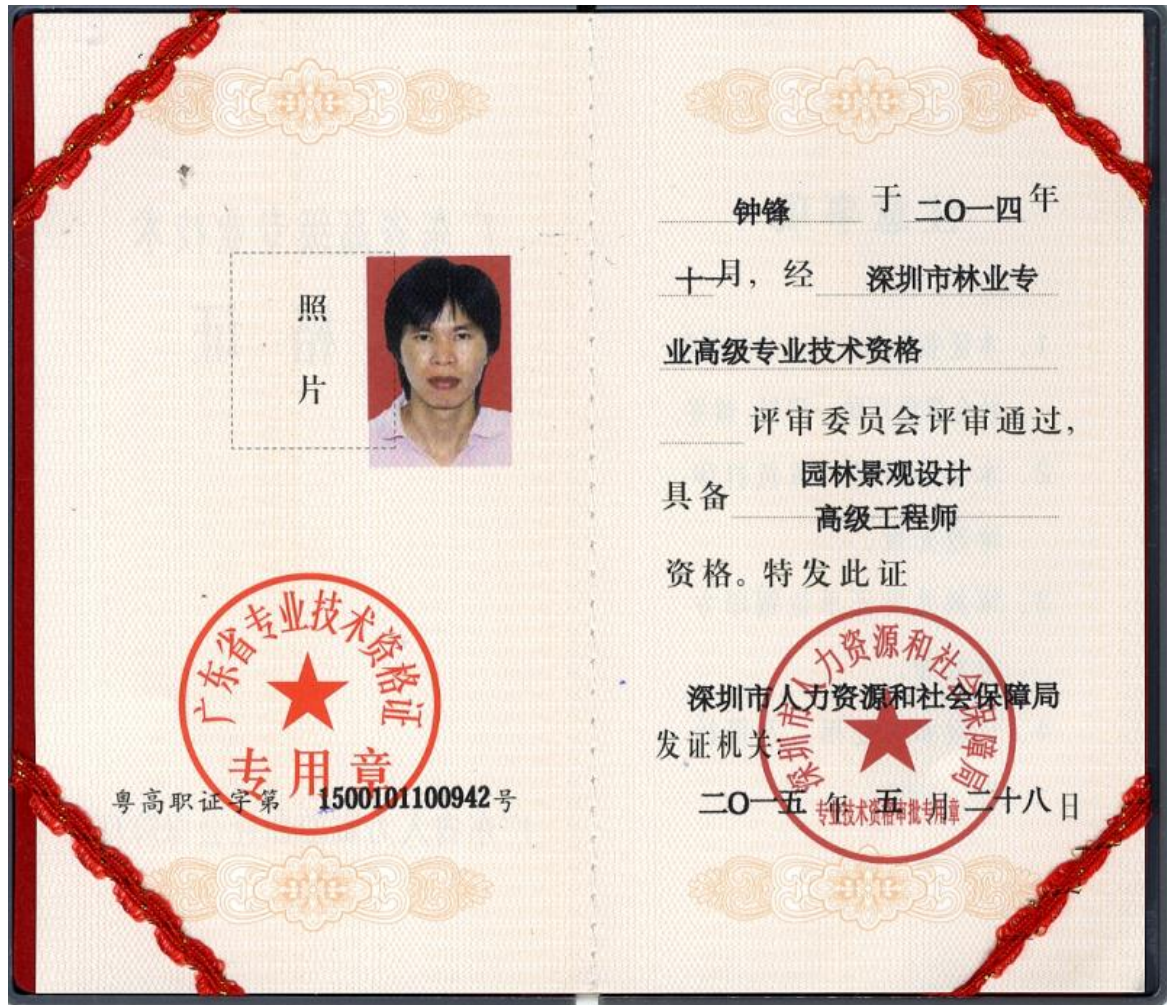 照
片
广东省专业技术资格证
专用章
粤高职证字第 1500101100942号
钟锋 于 二O一四年
十一月，经 深圳市林业专
业高级专业技术资格
评审委员会评审通过，
具备 园林景观设计
高级工程师
资格。特发此证
深圳市人力资源和社会保障局
深圳市人力资源和社会保障局
发证机关:
二O一五 年 五 月 二十八 日
专业技术资格审批专用章